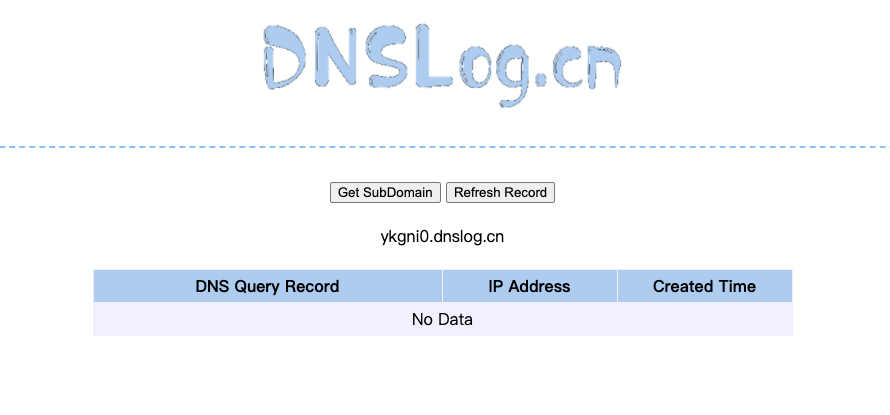 DNSLog.cn
Get SubDomain Refresh Record
ykgni0.dnslog.cn
DNS Query Record IP Address Created Time
No Data